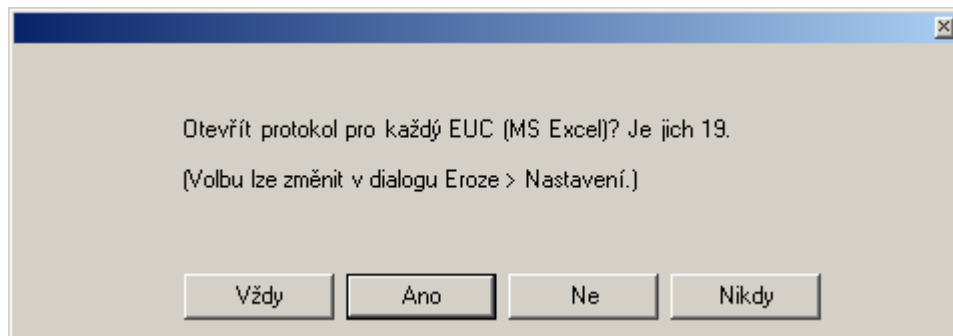 Otevřít protokol pro každý EUC (MS Excel)? Je jich 19.
(Volbu lze změnit v dialogu Eroze > Nastavení.)
Vždy Ano Ne Nikdy